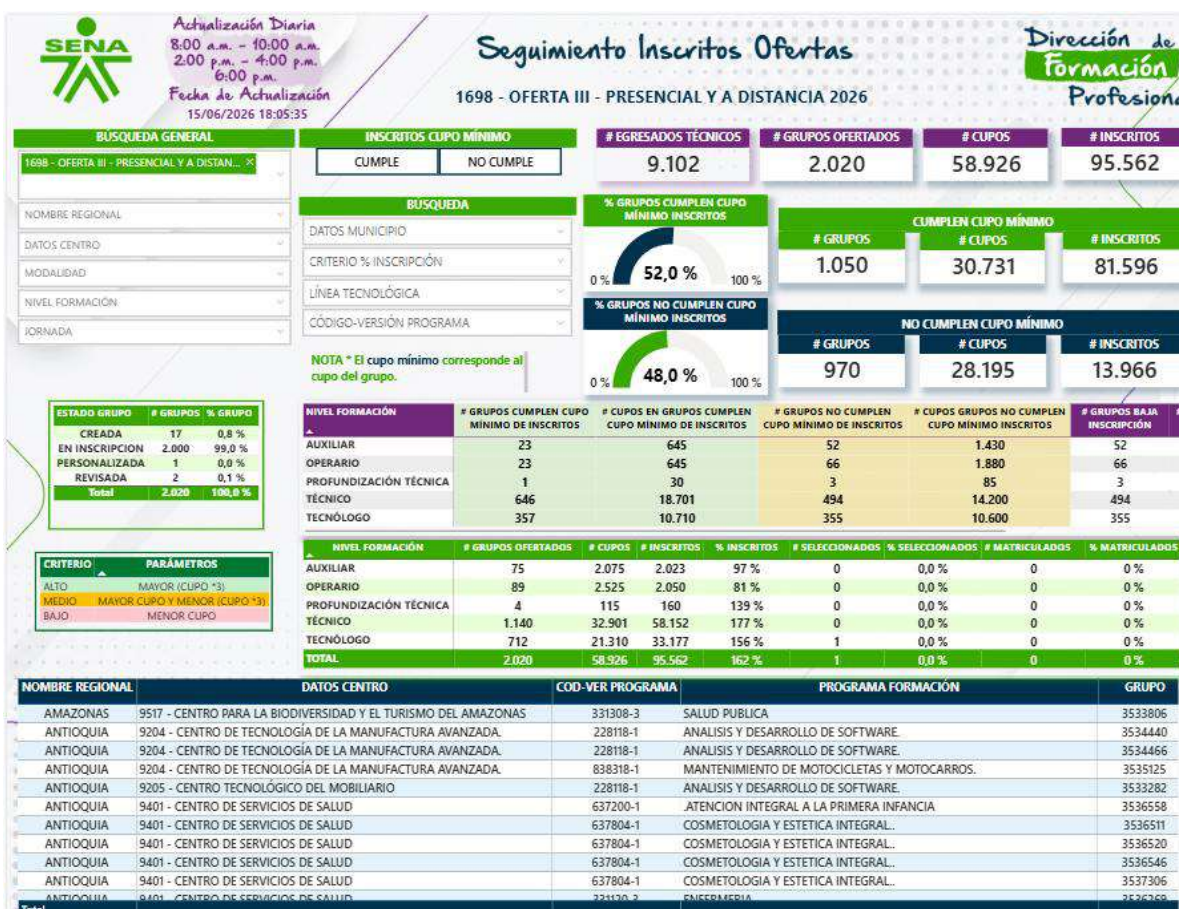 SENA
Actualización Diaria
8:00 a.m. - 10:00 a.m.
2:00 p.m. - 4:00 p.m.
6:00 p.m.
Fecha de Actualización
15/06/2026 18:05:35
Seguimiento Inscritos Ofertas
1698 - OFERTA III - PRESENCIAL Y A DISTANCIA 2026
Dirección de
Formación
Profesiona
BÚSQUEDA GENERAL
1698 - OFERTA III - PRESENCIAL Y A DISTAN... ×
NOMBRE REGIONAL
DATOS CENTRO
MODALIDAD
NIVEL FORMACIÓN
JORNADA
INSCRITOS CUPO MÍNIMO
CUMPLE NO CUMPLE
BUSQUEDA
DATOS MUNICIPIO
CRITERIO % INSCRIPCIÓN
LÍNEA TECNOLÓGICA
CÓDIGO-VERSIÓN PROGRAMA
NOTA * El cupo mínimo corresponde al
cupo del grupo.
# EGRESADOS TÉCNICOS # GRUPOS OFERTADOS # CUPOS # INSCRITOS
9.102 2.020 58.926 95.562
% GRUPOS CUMPLEN CUPO
MÍNIMO INSCRITOS
0 % 52,0 % 100 %
CUMPLEN CUPO MÍNIMO
# GRUPOS # CUPOS # INSCRITOS
1.050 30.731 81.596
% GRUPOS NO CUMPLEN CUPO
MÍNIMO INSCRITOS
0 % 48,0 % 100 %
NO CUMPLEN CUPO MÍNIMO
# GRUPOS # CUPOS # INSCRITOS
970 28.195 13.966
ESTADO GRUPO # GRUPOS % GRUPO
CREADA 17 0,8 %
EN INSCRIPCION 2.000 99,0 %
PERSONALIZADA 1 0,0 %
REVISADA 2 0,1 %
Total 2.020 100,0 %
NIVEL FORMACIÓN # GRUPOS CUMPLEN CUPO MÍNIMO DE INSCRITOS # CUPOS EN GRUPOS CUMPLEN CUPO MÍNIMO DE INSCRITOS # GRUPOS NO CUMPLEN CUPO MÍNIMO DE INSCRITOS # CUPOS GRUPOS NO CUMPLEN CUPO MÍNIMO INSCRITOS # GRUPOS BAJA INSCRIPCIÓN #
AUXILIAR 23 645 52 1.430 52
OPERARIO 23 645 66 1.880 66
PROFUNDIZACIÓN TÉCNICA 1 30 3 85 3
TÉCNICO 646 18.701 494 14.200 494
TECNÓLOGO 357 10.710 355 10.600 355
CRITERIO PARÁMETROS
ALTO MAYOR (CUPO *3)
MEDIO MAYOR CUPO Y MENOR (CUPO *3)
BAJO MENOR CUPO
NIVEL FORMACIÓN # GRUPOS OFERTADOS # CUPOS # INSCRITOS % INSCRITOS # SELECCIONADOS % SELECCIONADOS # MATRICULADOS % MATRICULADOS
AUXILIAR 75 2.075 2.023 97 % 0 0,0 % 0 0 %
OPERARIO 89 2.525 2.050 81 % 0 0,0 % 0 0 %
PROFUNDIZACIÓN TÉCNICA 4 115 160 139 % 0 0,0 % 0 0 %
TÉCNICO 1.140 32.901 58.152 177 % 0 0,0 % 0 0 %
TECNÓLOGO 712 21.310 33.177 156 % 1 0,0 % 0 0 %
TOTAL 2.020 58.926 95.562 162 % 1 0,0 % 0 0 %
NOMBRE REGIONAL DATOS CENTRO COD-VER PROGRAMA PROGRAMA FORMACIÓN GRUPO
AMAZONAS 9517 - CENTRO PARA LA BIODIVERSIDAD Y EL TURISMO DEL AMAZONAS 331308-3 SALUD PUBLICA 3533806
ANTIOQUIA 9204 - CENTRO DE TECNOLOGÍA DE LA MANUFACTURA AVANZADA. 228118-1 ANALISIS Y DESARROLLO DE SOFTWARE. 3534440
ANTIOQUIA 9204 - CENTRO DE TECNOLOGÍA DE LA MANUFACTURA AVANZADA. 228118-1 ANALISIS Y DESARROLLO DE SOFTWARE. 3534466
ANTIOQUIA 9204 - CENTRO DE TECNOLOGÍA DE LA MANUFACTURA AVANZADA. 838318-1 MANTENIMIENTO DE MOTOCICLETAS Y MOTOCARROS. 3535125
ANTIOQUIA 9205 - CENTRO TECNOLÓGICO DEL MOBILIARIO 228118-1 ANALISIS Y DESARROLLO DE SOFTWARE. 3533282
ANTIOQUIA 9401 - CENTRO DE SERVICIOS DE SALUD 637200-1 .ATENCION INTEGRAL A LA PRIMERA INFANCIA 3536558
ANTIOQUIA 9401 - CENTRO DE SERVICIOS DE SALUD 637804-1 COSMETOLOGIA Y ESTETICA INTEGRAL.. 3536511
ANTIOQUIA 9401 - CENTRO DE SERVICIOS DE SALUD 637804-1 COSMETOLOGIA Y ESTETICA INTEGRAL.. 3536520
ANTIOQUIA 9401 - CENTRO DE SERVICIOS DE SALUD 637804-1 COSMETOLOGIA Y ESTETICA INTEGRAL.. 3536546
ANTIOQUIA 9401 - CENTRO DE SERVICIOS DE SALUD 637804-1 COSMETOLOGIA Y ESTETICA INTEGRAL.. 3537306
ANTIOQUIA 9401 - CENTRO DE SERVICIOS DE SALUD 331130-2 ENFERMERIA 3536269
Total